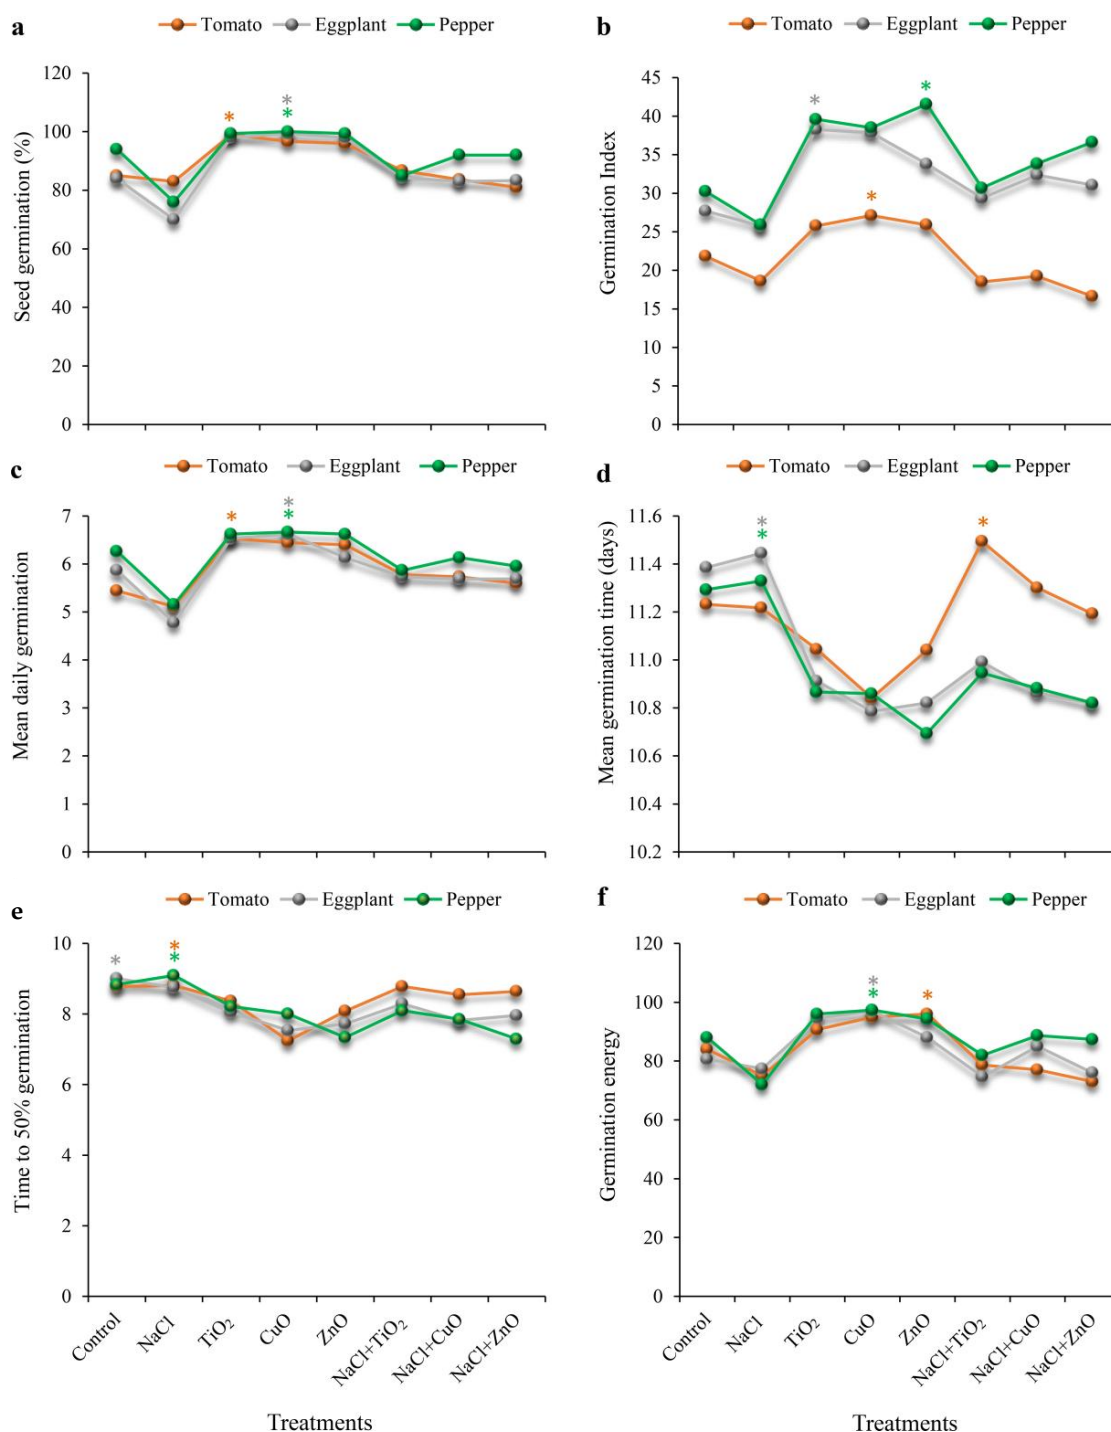 a
Tomato Eggplant Pepper
Seed germination (%)
120
100
80
60
40
20
0
*
*
*
b
Tomato Eggplant Pepper
Germination Index
45
40
35
30
25
20
15
10
5
0
*
*
*
c
Tomato Eggplant Pepper
Mean daily germination
7
6
5
4
3
2
1
0
*
*
*
d
Tomato Eggplant Pepper
Mean germination time (days)
11.6
11.4
11.2
11.0
10.8
10.6
10.4
10.2
*
*
*
e
Tomato Eggplant Pepper
Time to 50% germination
10
8
6
4
2
0
*
*
*
Control NaCl TiO₂ CuO ZnO NaCl+TiO₂ NaCl+CuO NaCl+ZnO
Treatments
f
Tomato Eggplant Pepper
Germination energy
120
100
80
60
40
20
0
*
*
*
Control NaCl TiO₂ CuO ZnO NaCl+TiO₂ NaCl+CuO NaCl+ZnO
Treatments